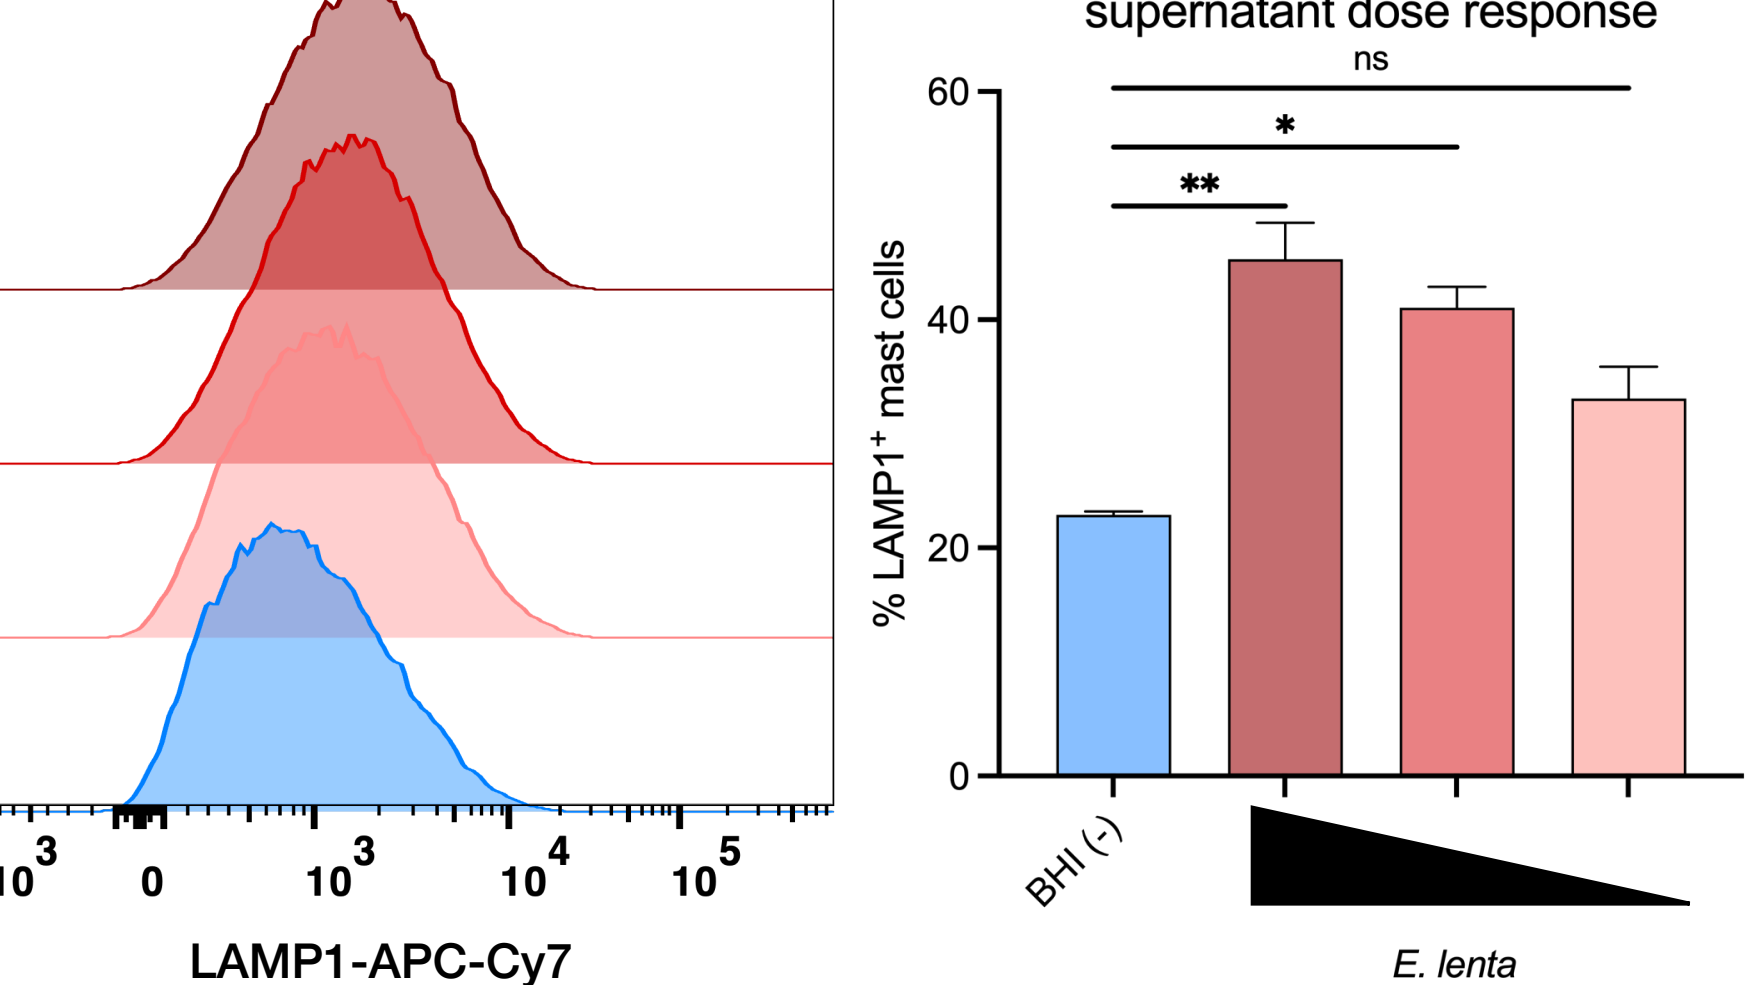 10³ 0 10³ 10⁴ 10⁵
LAMP1-APC-Cy7
supernatant dose response
ns
*
**
60
40
20
0
% LAMP1⁺ mast cells
BHI (-)
E. lenta